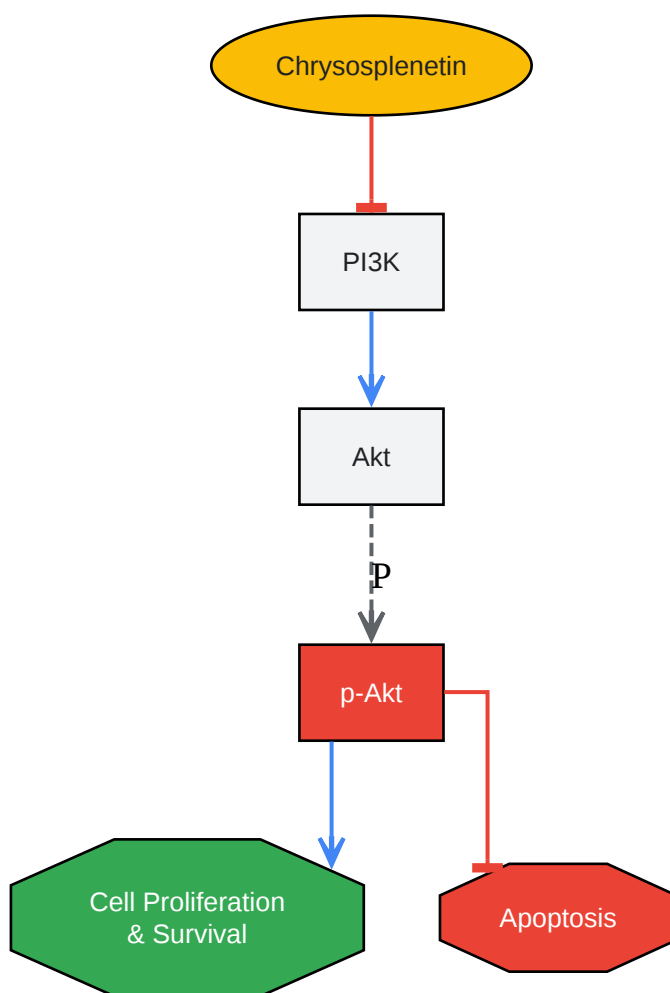 Chrysosplenetin
PI3K
Akt
P
p-Akt
Cell Proliferation
& Survival
Apoptosis